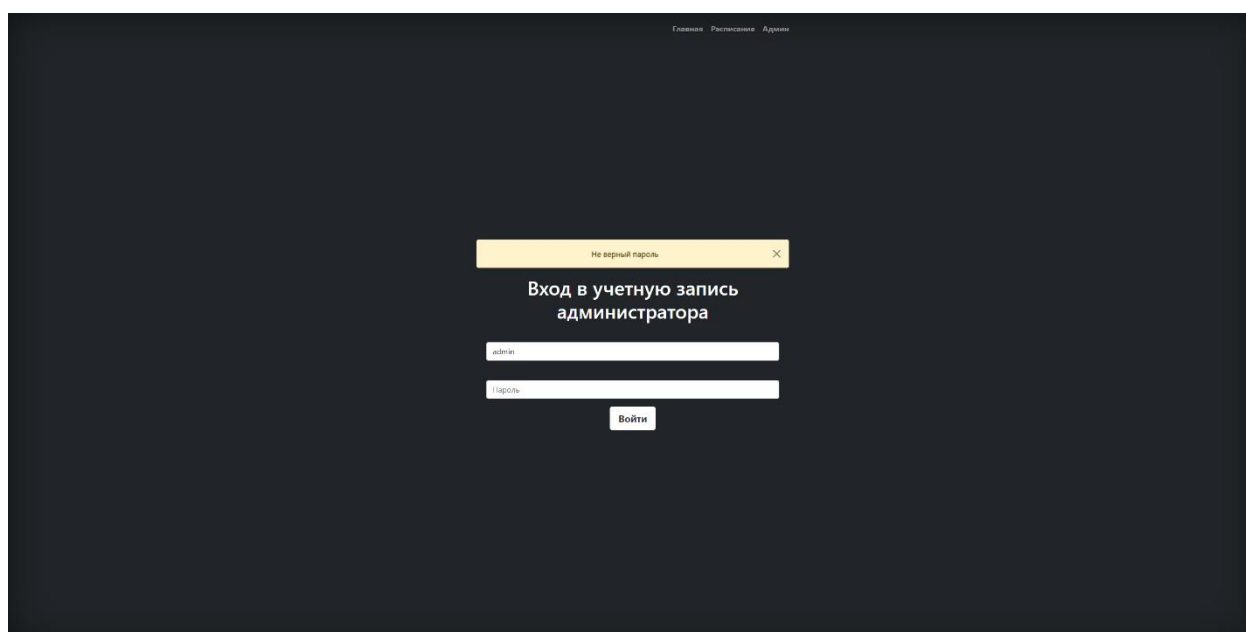 Главная Расписание Админ
Не верный пароль
Вход в учетную запись
администратора
admin
Пароль
Войти